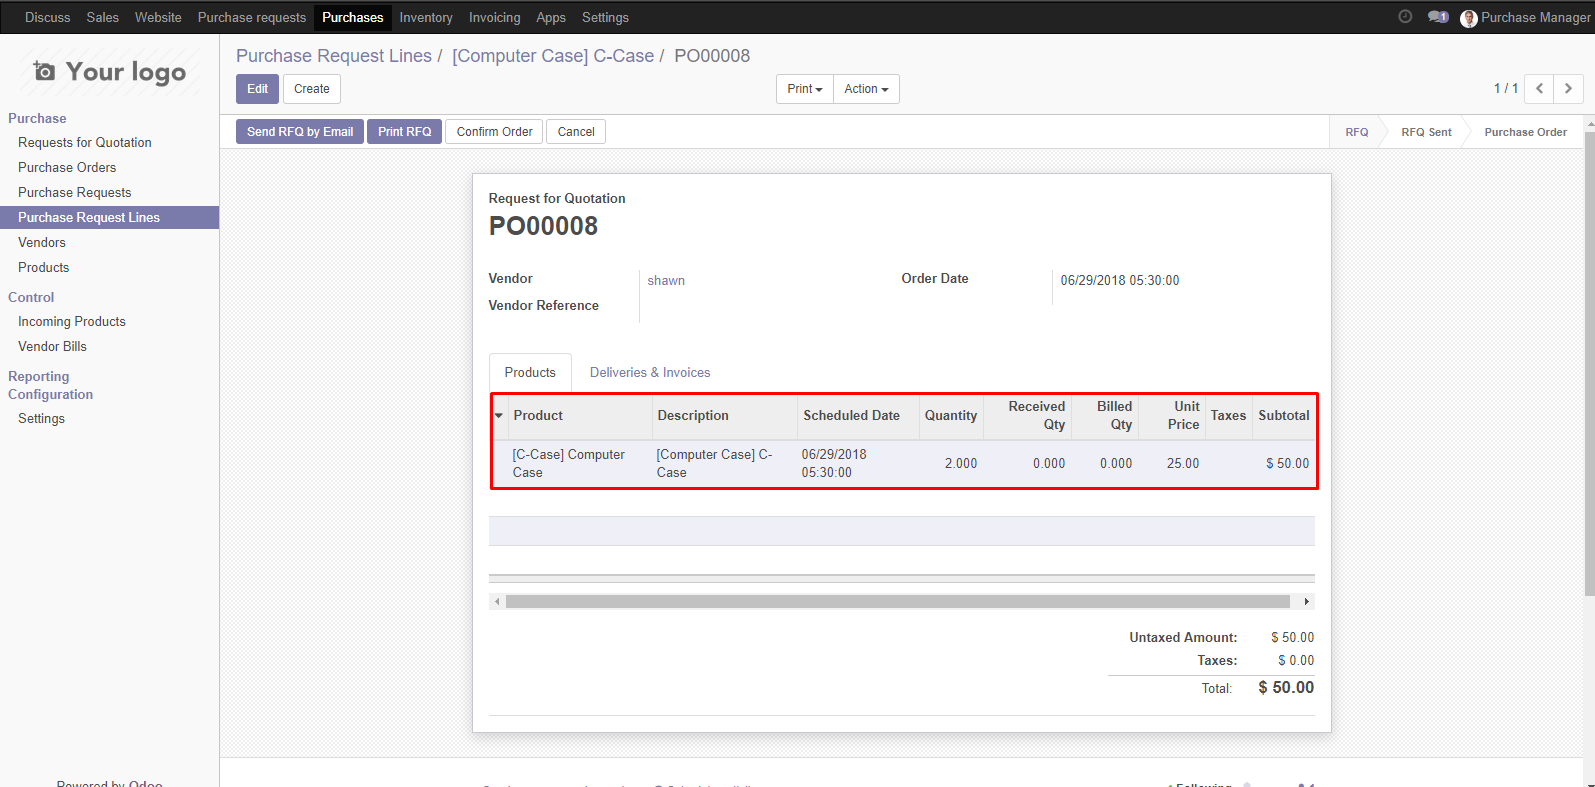 Discuss Sales Website Purchase requests Purchases Inventory Invoicing Apps Settings 1 Purchase Manager
Your logo
Purchase Request Lines / [Computer Case] C-Case / PO00008
Edit Create Print Action 1 / 1
Purchase
Requests for Quotation
Purchase Orders
Purchase Requests
Purchase Request Lines
Vendors
Products
Control
Incoming Products
Vendor Bills
Reporting
Configuration
Settings
Powered by Odoo
Send RFQ by Email Print RFQ Confirm Order Cancel RFQ RFQ Sent Purchase Order
Request for Quotation
PO00008
Vendor shawn Order Date 06/29/2018 05:30:00
Vendor Reference
Products Deliveries & Invoices
Product Description Scheduled Date Quantity Received Qty Billed Qty Unit Price Taxes Subtotal
[C-Case] Computer Case [Computer Case] C-Case 06/29/2018 05:30:00 2.000 0.000 0.000 25.00 $ 50.00
Untaxed Amount: $ 50.00
Taxes: $ 0.00
Total: $ 50.00
Following